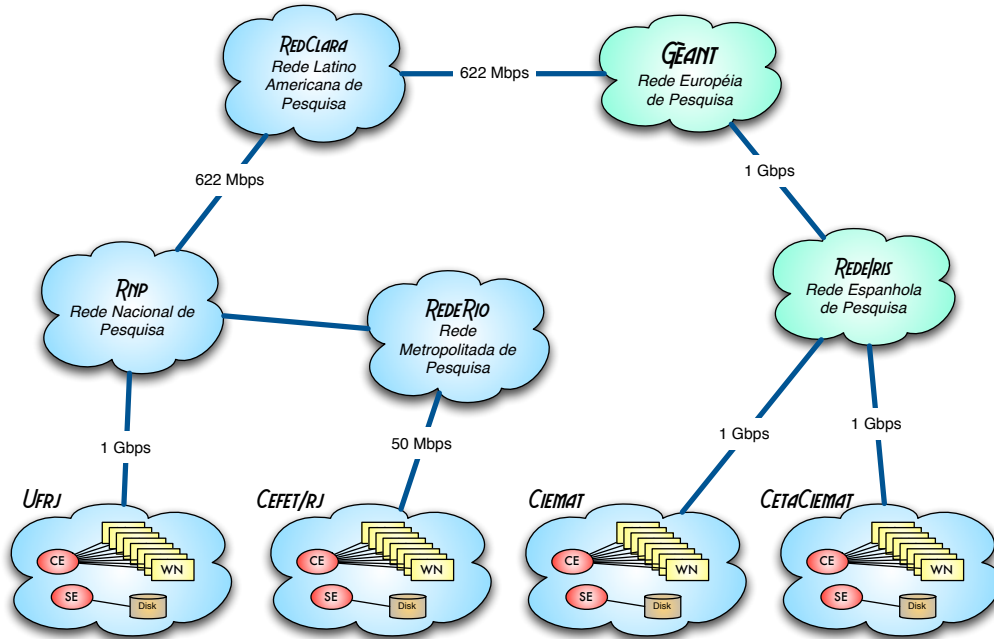 RedClara
Rede Latino
Americana de
Pesquisa
622 Mbps
GÈANT
Rede Européia
de Pesquisa
622 Mbps
1 Gbps
Rnp
Rede Nacional de
Pesquisa
RedeRio
Rede
Metropolitada de
Pesquisa
RedeIris
Rede Espanhola
de Pesquisa
1 Gbps
50 Mbps
1 Gbps
1 Gbps
Ufrj
CE
WN
SE
Disk
Cefet/rj
CE
WN
SE
Disk
Ciemat
CE
WN
SE
Disk
CetaCiemat
CE
WN
SE
Disk